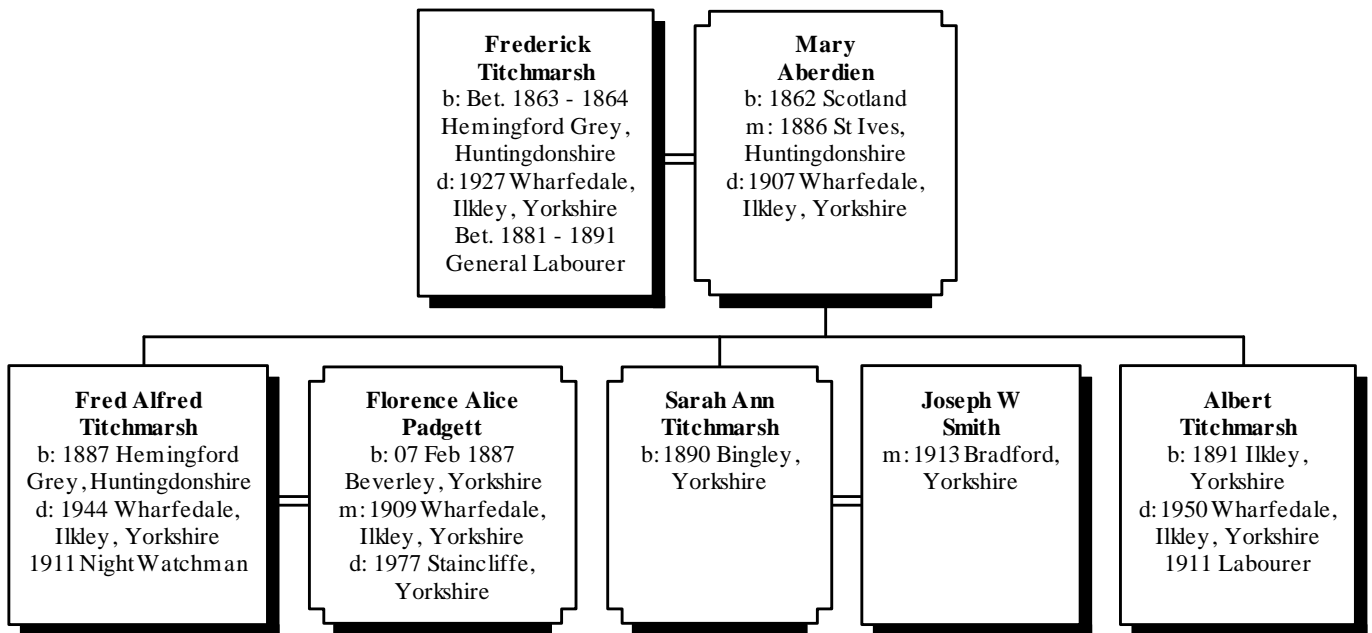 Frederick
Titchmarsh
b: Bet. 1863 - 1864
Hemingford Grey,
Huntingdonshire
d: 1927 Wharfedale,
Ilkley, Yorkshire
Bet. 1881 - 1891
General Labourer
Mary
Aberdien
b: 1862 Scotland
m: 1886 St Ives,
Huntingdonshire
d: 1907 Wharfedale,
Ilkley, Yorkshire
Fred Alfred
Titchmarsh
b: 1887 Hemingford
Grey, Huntingdonshire
d: 1944 Wharfedale,
Ilkley, Yorkshire
1911 Night Watchman
Florence Alice
Padgett
b: 07 Feb 1887
Beverley, Yorkshire
m: 1909 Wharfedale,
Ilkley, Yorkshire
d: 1977 Staincliffe,
Yorkshire
Sarah Ann
Titchmarsh
b: 1890 Bingley,
Yorkshire
Joseph W
Smith
m: 1913 Bradford,
Yorkshire
Albert
Titchmarsh
b: 1891 Ilkley,
Yorkshire
d: 1950 Wharfedale,
Ilkley, Yorkshire
1911 Labourer